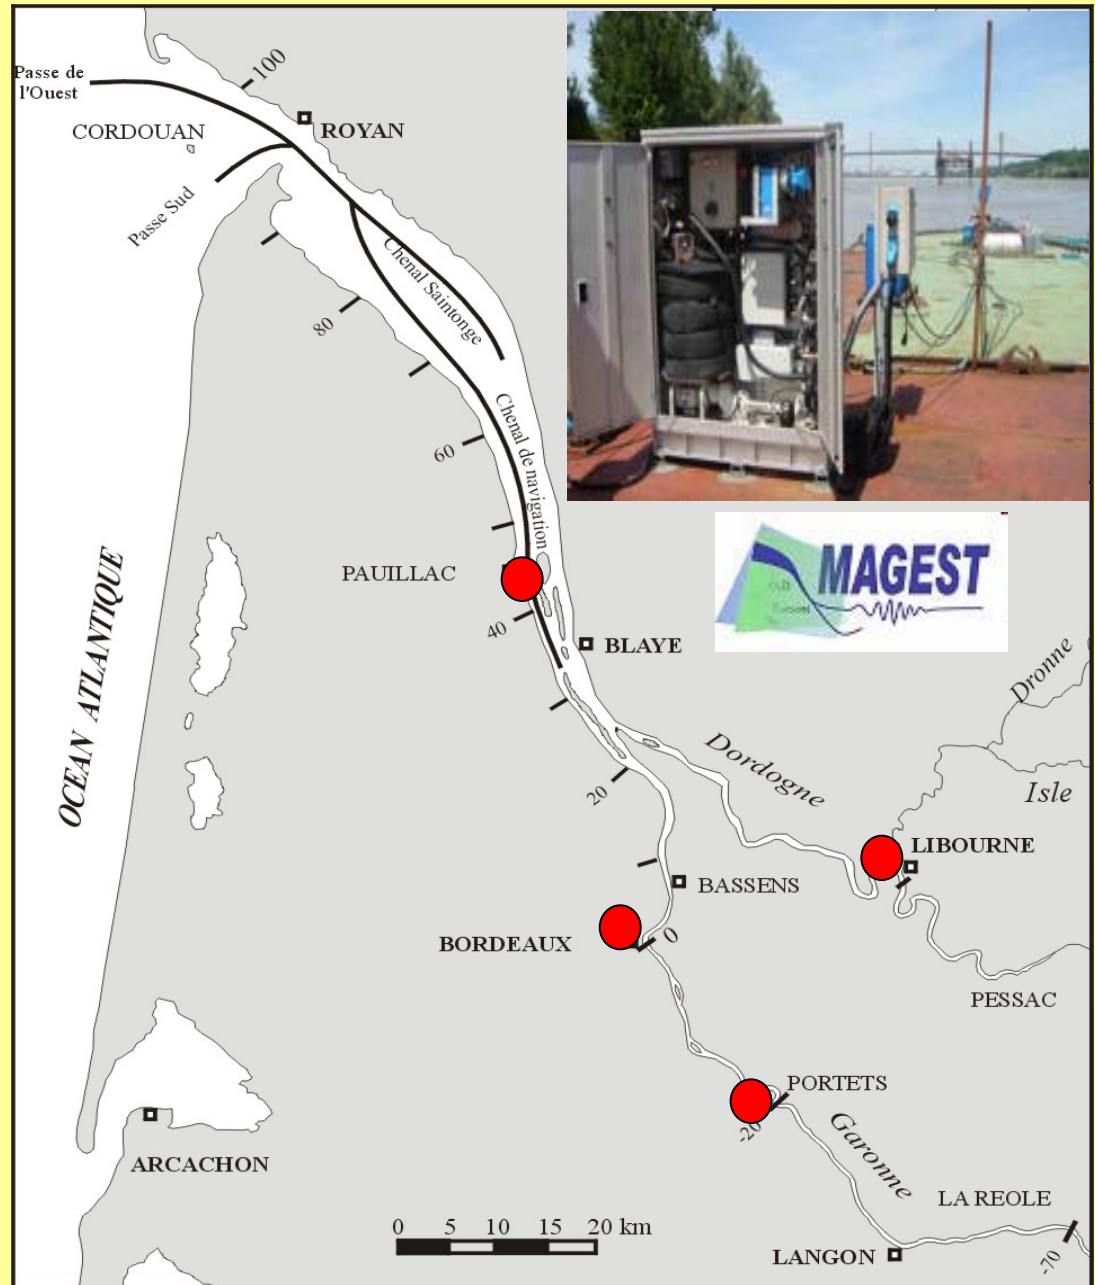 Passe de
l'Ouest
100
CORDOUAN
ROYAN
Passe Sud
Chenal Saintonge
80
Chenal de navigation
60
PAUILLAC
40
BLAYE
MAGEST
OCEAN ATLANTIQUE
Dronne
Isle
Dordogne
20
LIBOURNE
BASSENS
BORDEAUX
0
PESSAC
PORTETS
-20
Garonne
ARCACHON
LA REOLE
0 5 10 15 20 km
LANGON
-70